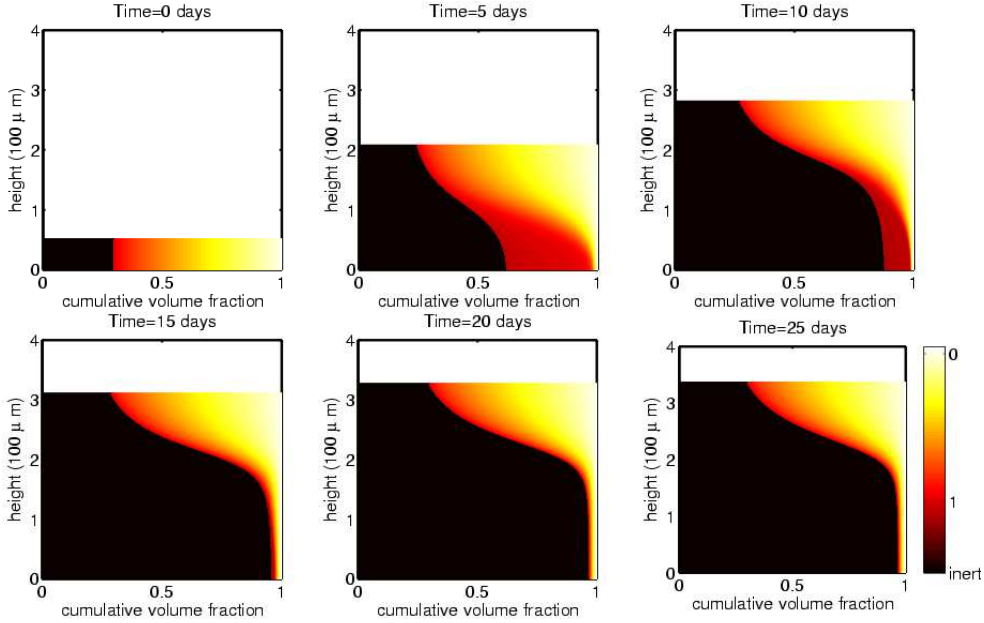 Time=0 days
Time=5 days
Time=10 days
4
3
2
1
0
height (100 μ m)
0
0.5
1
cumulative volume fraction
4
3
2
1
0
height (100 μ m)
0
0.5
1
cumulative volume fraction
4
3
2
1
0
height (100 μ m)
0
0.5
1
cumulative volume fraction
Time=15 days
Time=20 days
Time=25 days
4
3
2
1
0
height (100 μ m)
0
0.5
1
cumulative volume fraction
4
3
2
1
0
height (100 μ m)
0
0.5
1
cumulative volume fraction
4
3
2
1
0
height (100 μ m)
0
0.5
1
cumulative volume fraction
0
1
inert